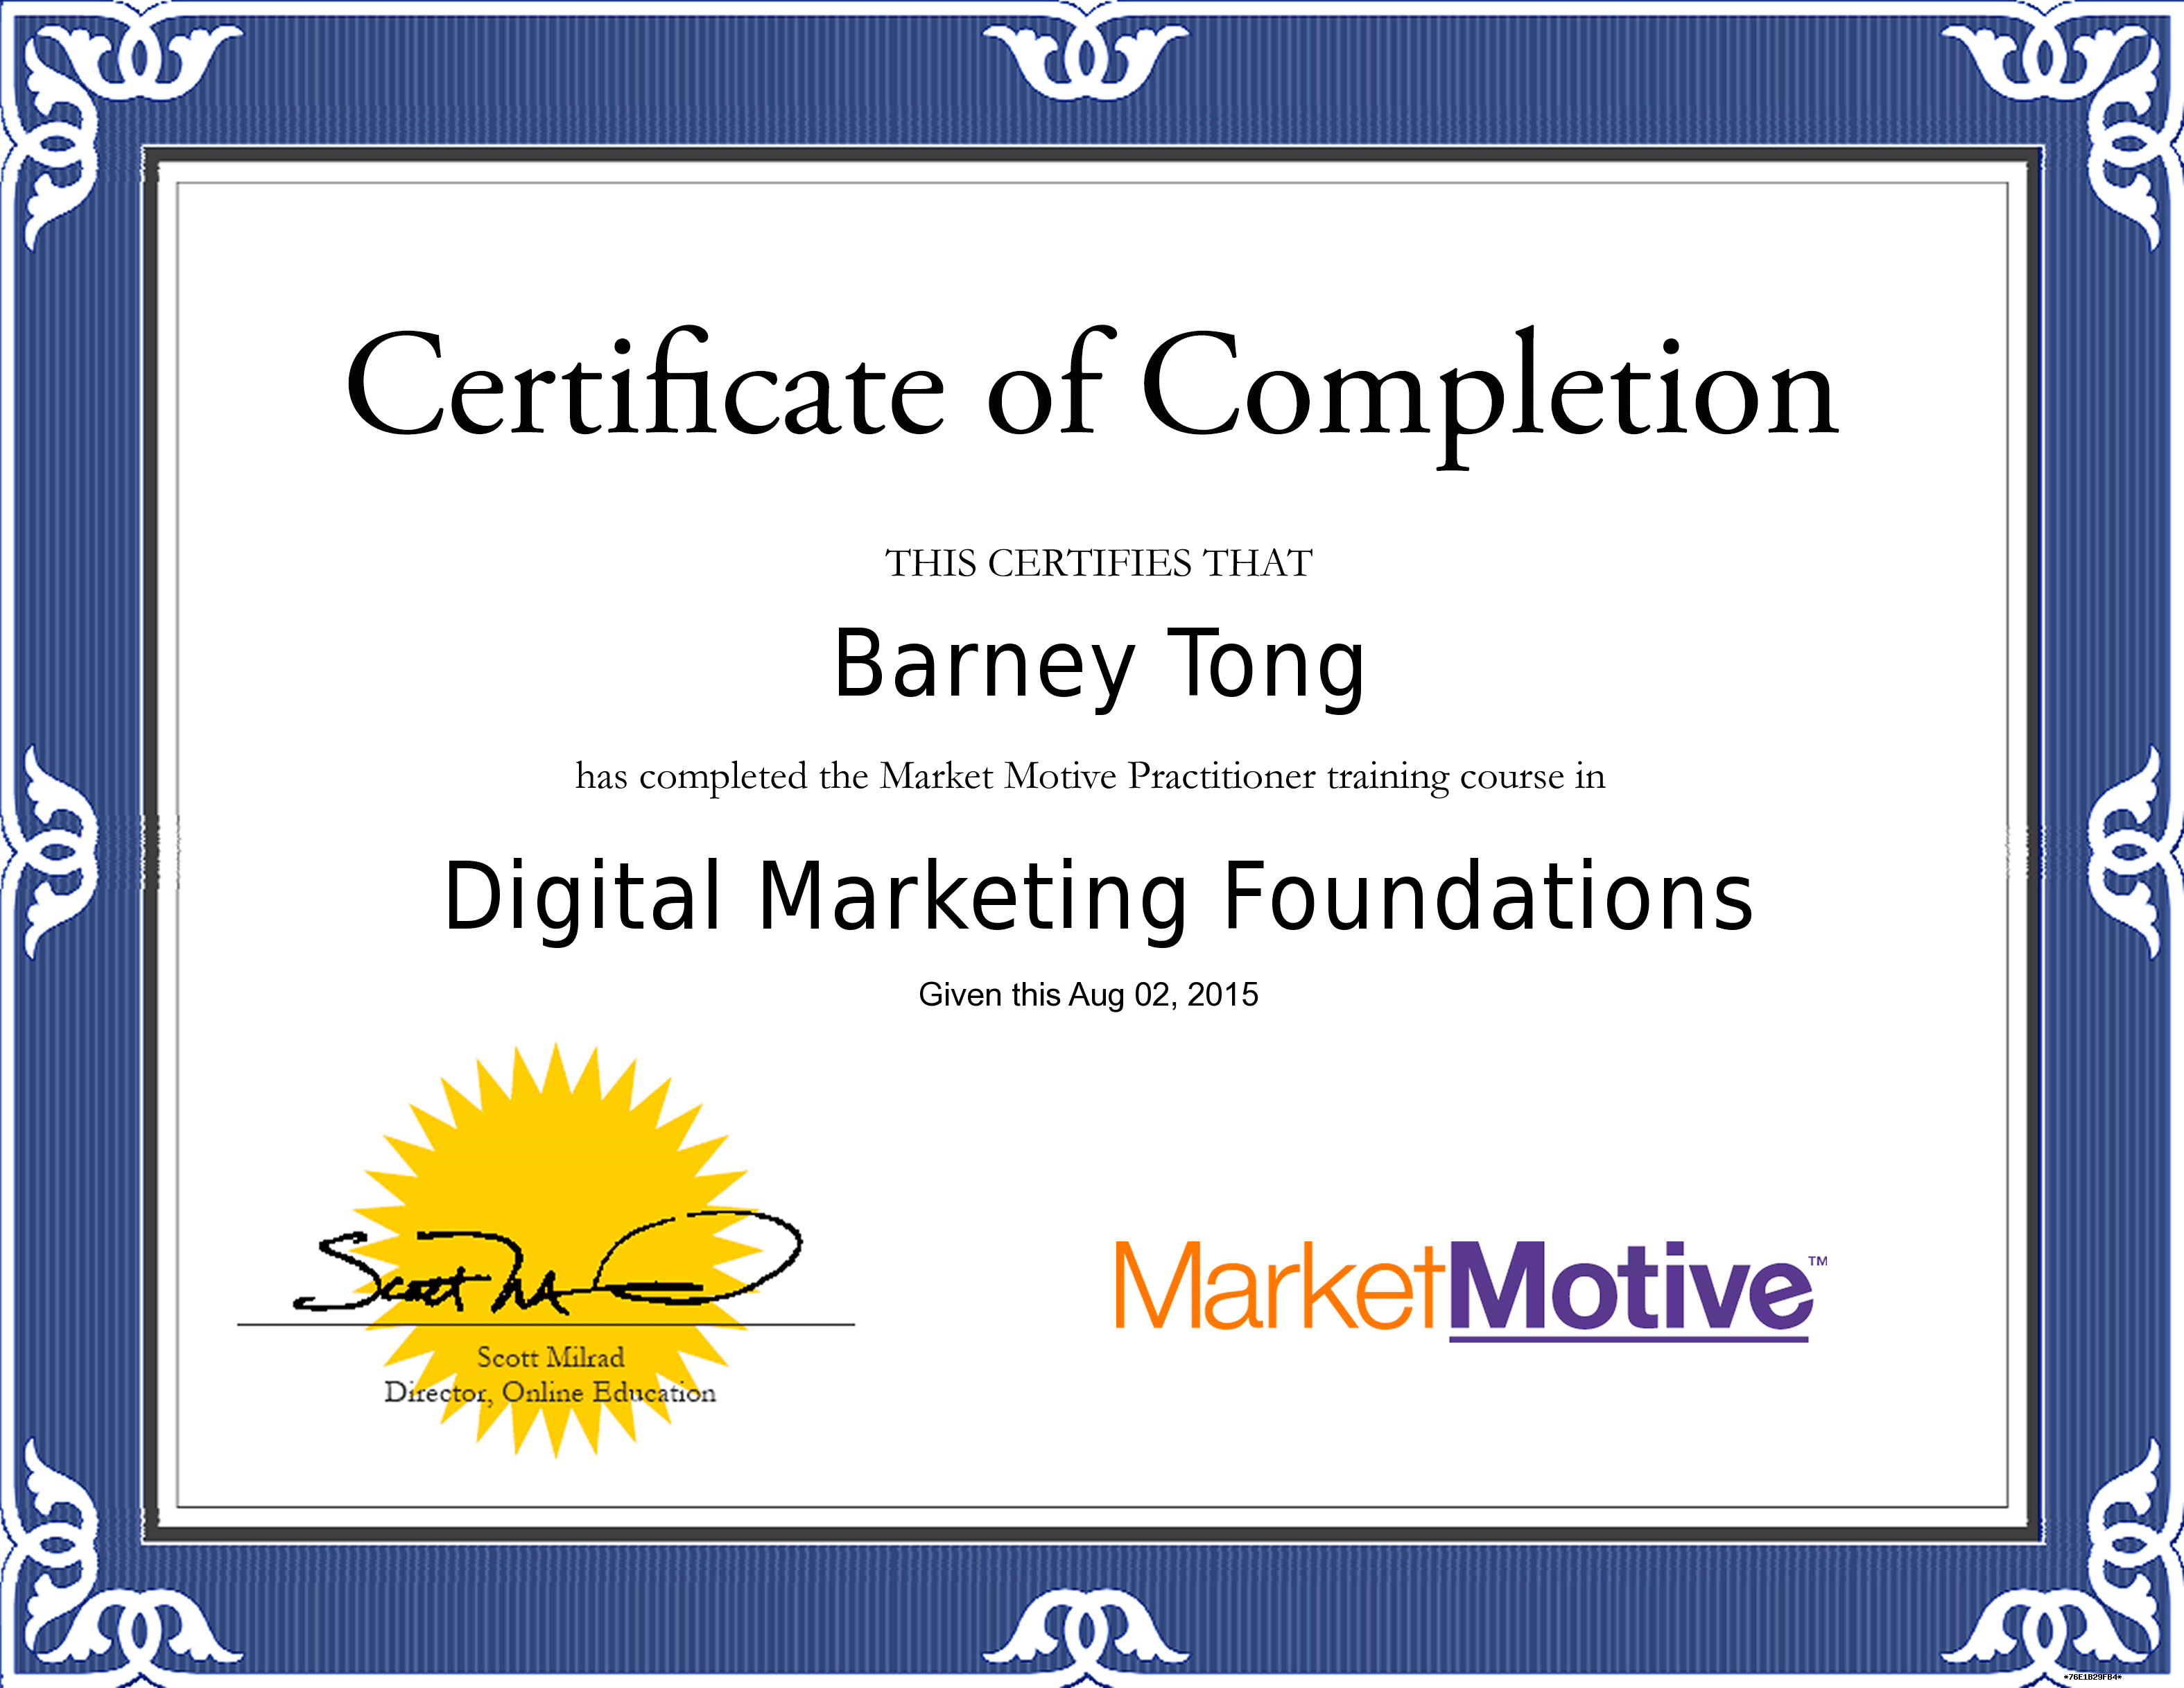 Certificate of Completion
THIS CERTIFIES THAT
Barney Tong
has completed the Market Motive Practitioner training course in
Digital Marketing Foundations
Given this Aug 02, 2015
Scott Milrad
Director, Online Education
MarketMotive™
*76E1B29FB4*